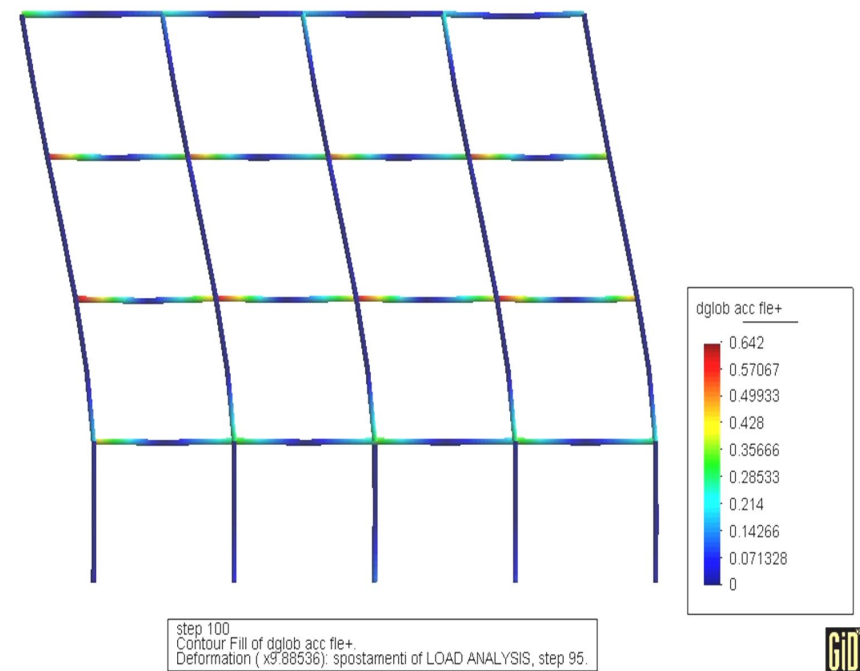 dglob acc fle+
0.642
0.57067
0.49933
0.428
0.35666
0.28533
0.214
0.14266
0.071328
0
step 100
Contour Fill of dglob acc fle+.
Deformation ( x9.88536): spostamenti of LOAD ANALYSIS, step 95.
GiD